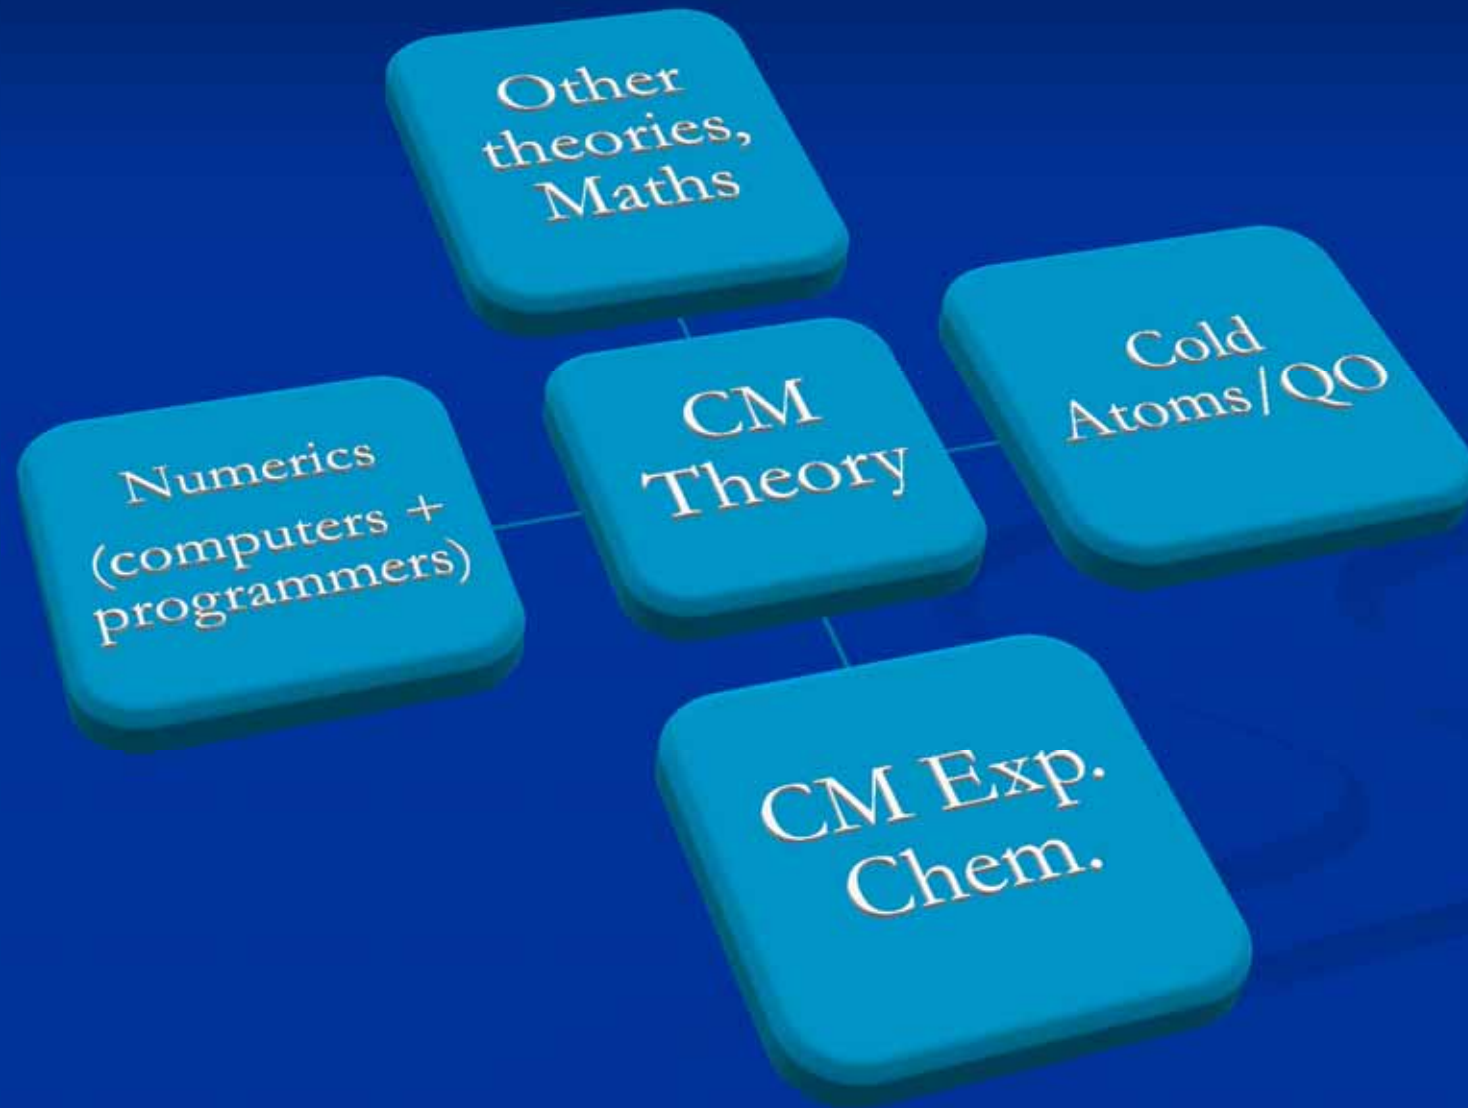 Other
theories,
Maths
Cold
Atoms/QO
CM
Theory
Numerics
(computers +
programmers)
CM Exp.
Chem.